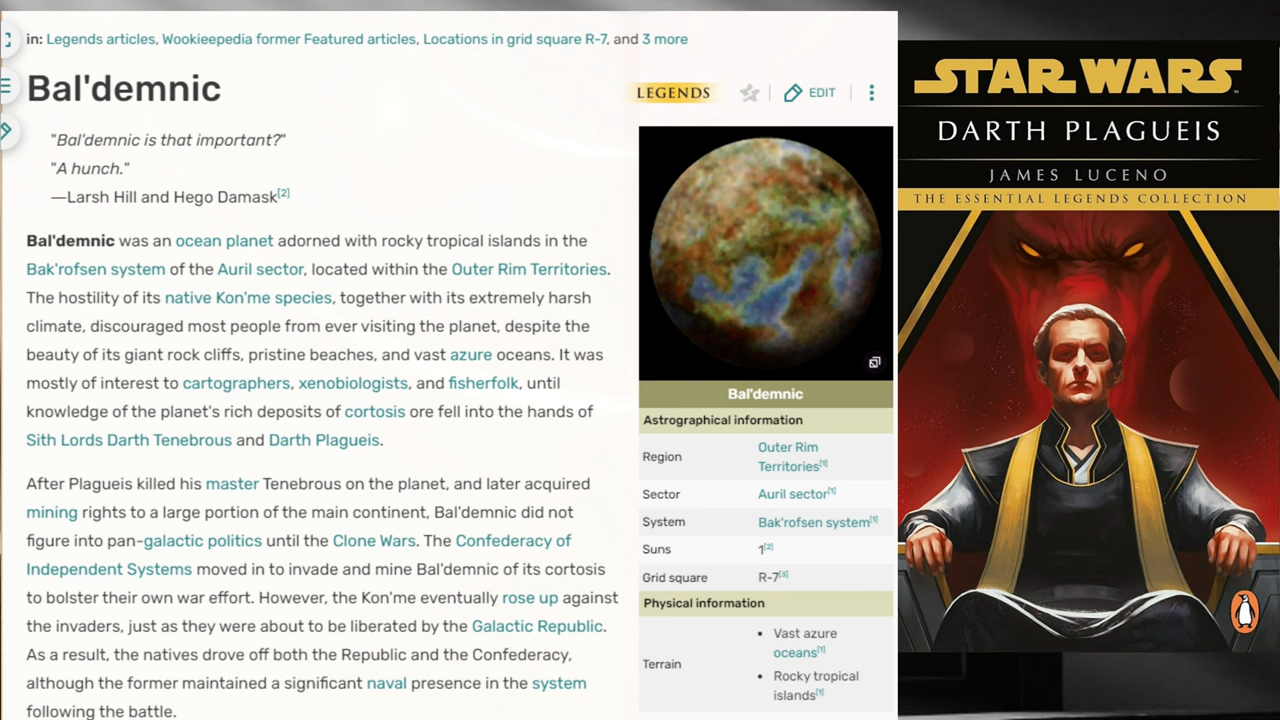 in: Legends articles, Wookieepedia former Featured articles, Locations in grid square R-7, and 3 more
Bal'demnic
LEGENDS
EDIT
"Bal'demnic is that important?"
"A hunch."
—Larsh Hill and Hego Damask[2]
Bal'demnic was an ocean planet adorned with rocky tropical islands in the
Bak'rofsen system of the Auril sector, located within the Outer Rim Territories.
The hostility of its native Kon'me species, together with its extremely harsh
climate, discouraged most people from ever visiting the planet, despite the
beauty of its giant rock cliffs, pristine beaches, and vast azure oceans. It was
mostly of interest to cartographers, xenobiologists, and fisherfolk, until
knowledge of the planet's rich deposits of cortosis ore fell into the hands of
Sith Lords Darth Tenebrous and Darth Plagueis.
After Plagueis killed his master Tenebrous on the planet, and later acquired
mining rights to a large portion of the main continent, Bal'demnic did not
figure into pan-galactic politics until the Clone Wars. The Confederacy of
Independent Systems moved in to invade and mine Bal'demnic of its cortosis
to bolster their own war effort. However, the Kon'me eventually rose up against
the invaders, just as they were about to be liberated by the Galactic Republic.
As a result, the natives drove off both the Republic and the Confederacy,
although the former maintained a significant naval presence in the system
following the battle.
Bal'demnic
Astrographical information
Region
Outer Rim
Territories[1]
Sector
Auril sector[1]
System
Bak'rofsen system[1]
Suns
1[2]
Grid square
R-7[3]
Physical information
Terrain
• Vast azure
oceans[1]
• Rocky tropical
islands[1]
STAR WARS
DARTH PLAGUEIS
JAMES LUCENO
THE ESSENTIAL LEGENDS COLLECTION